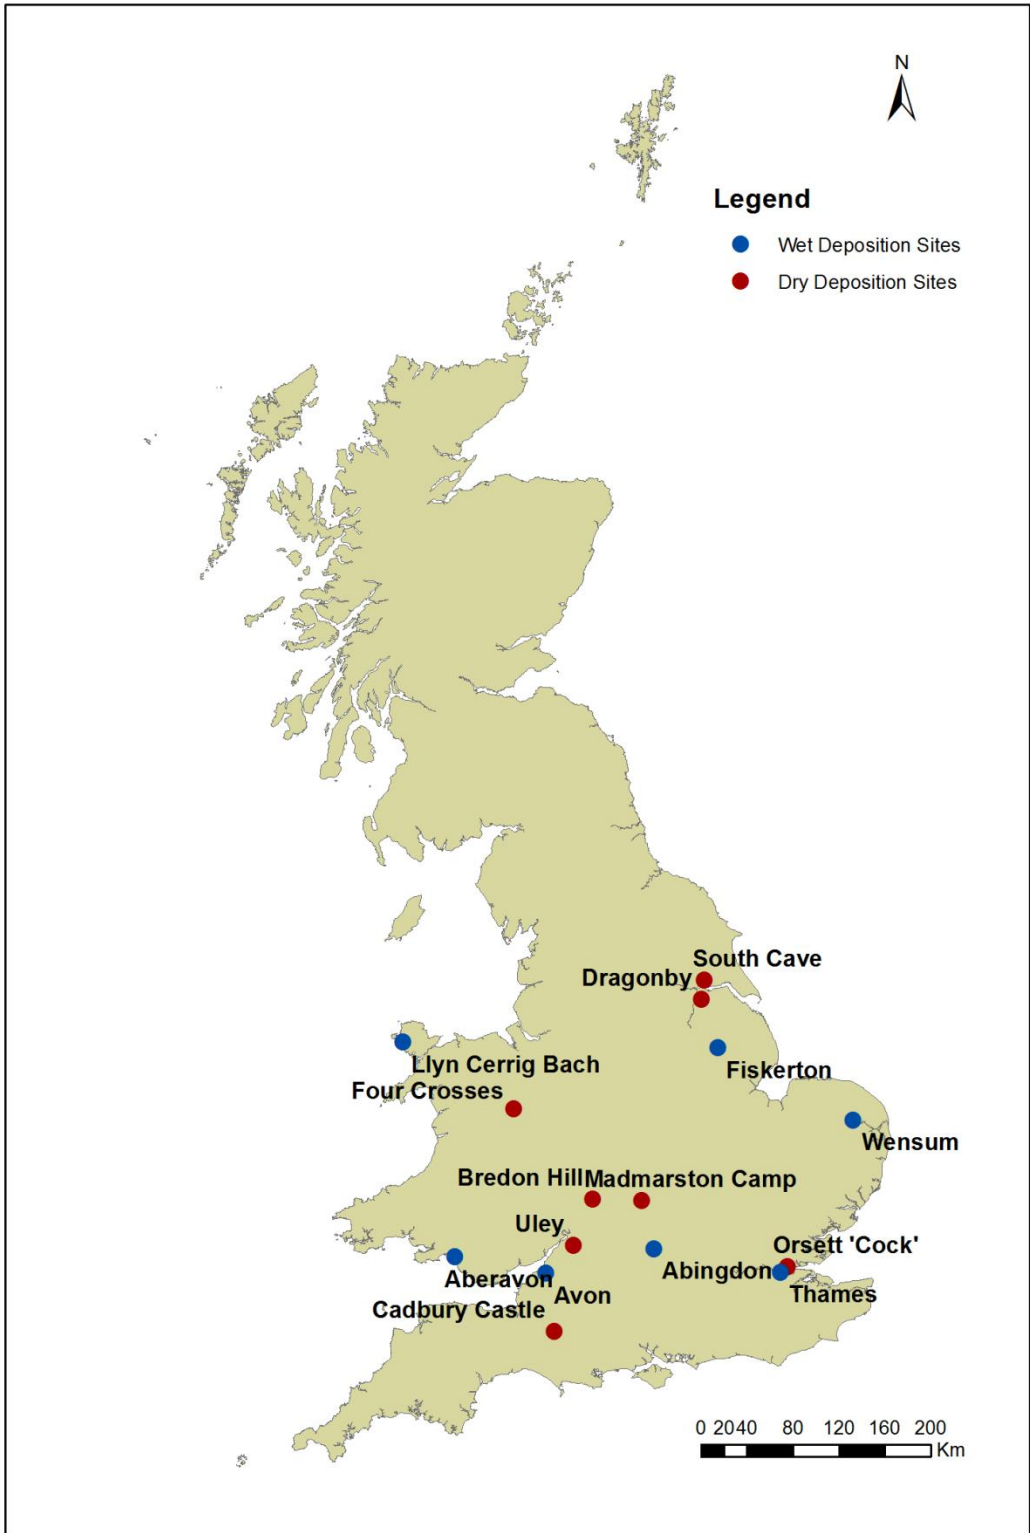 N
Legend
Wet Deposition Sites
Dry Deposition Sites
South Cave
Dragonby
Fiskerton
Llyn Cerrig Bach
Four Crosses
Wensum
Bredon Hill
Madmarston Camp
Uley
Orsett 'Cock'
Abingdon
Aberavon
Avon
Thames
Cadbury Castle
0 20 40 80 120 160 200
Km